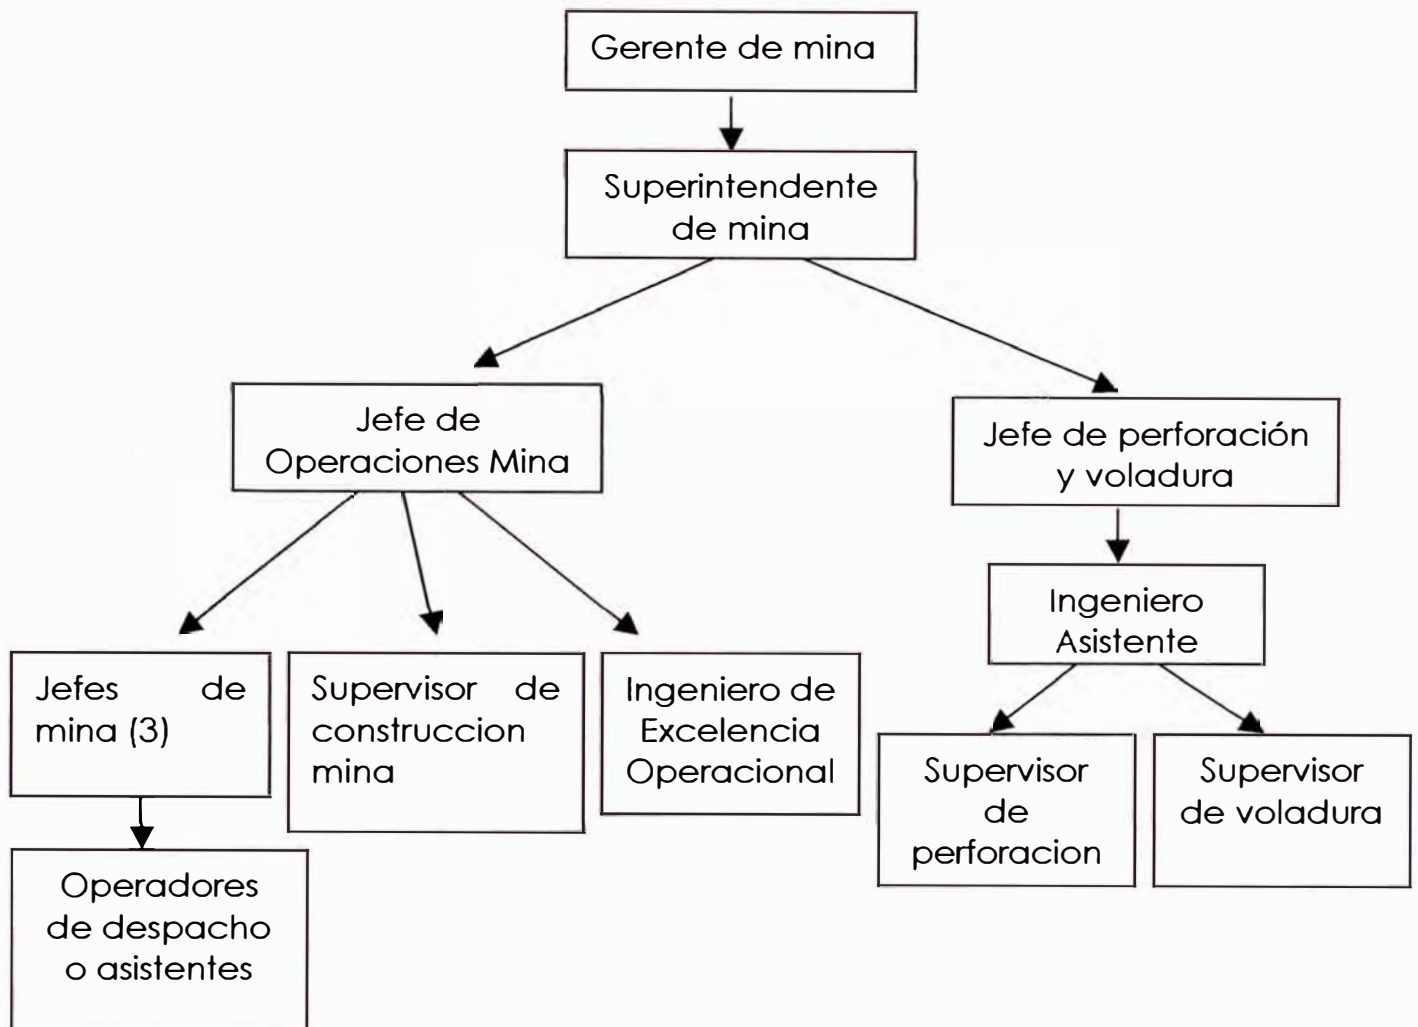 Gerente de mina
Superintendente
de mina
Jefe de
Operaciones Mina
Jefe de perforación
y voladura
Ingeniero
Asistente
Jefes de
mina (3)
Supervisor de
construccion
mina
Ingeniero de
Excelencia
Operacional
Supervisor
de
perforacion
Supervisor
de voladura
Operadores
de despacho
o asistentes